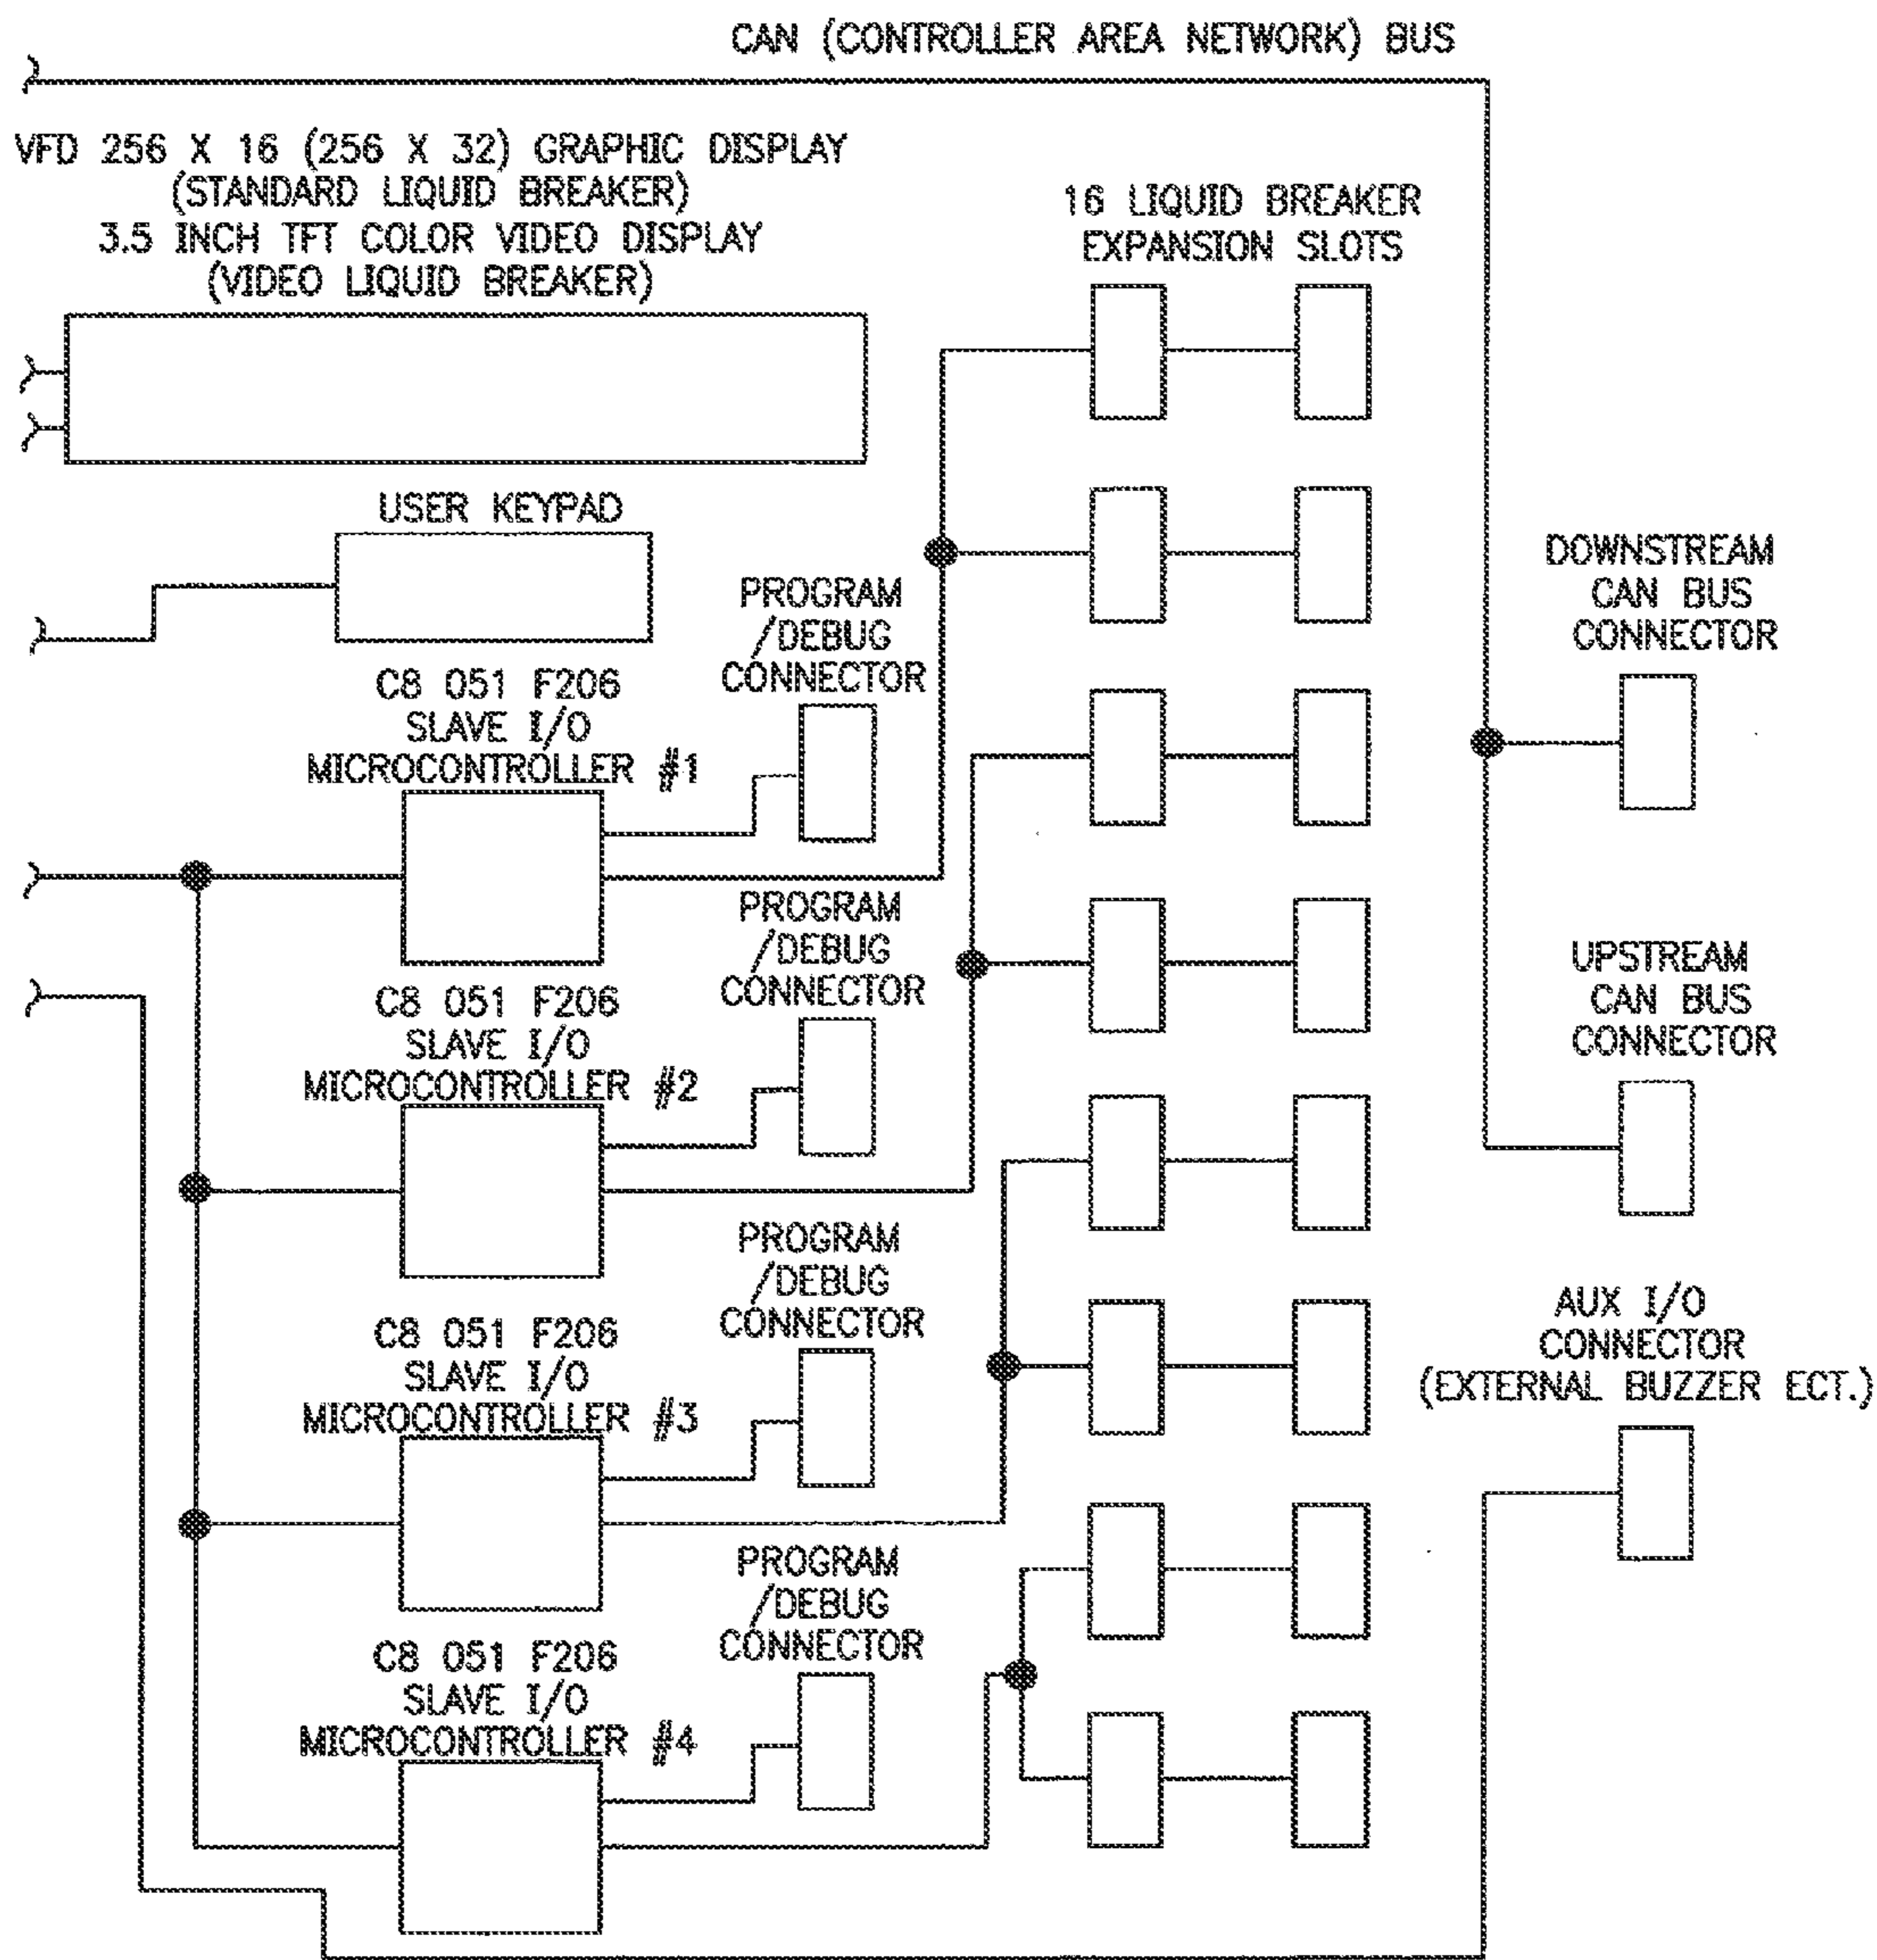 CAN (CONTROLLER AREA NETWORK) BUS
VFD 256 X 16 (256 X 32) GRAPHIC DISPLAY
(STANDARD LIQUID BREAKER)
3.5 INCH TFT COLOR VIDEO DISPLAY
(VIDEO LIQUID BREAKER)
16 LIQUID BREAKER
EXPANSION SLOTS
USER KEYPAD
PROGRAM
/DEBUG
CONNECTOR
C8 051 F206
SLAVE I/O
MICROCONTROLLER #1
PROGRAM
/DEBUG
CONNECTOR
C8 051 F206
SLAVE I/O
MICROCONTROLLER #2
PROGRAM
/DEBUG
CONNECTOR
C8 051 F206
SLAVE I/O
MICROCONTROLLER #3
PROGRAM
/DEBUG
CONNECTOR
C8 051 F206
SLAVE I/O
MICROCONTROLLER #4
DOWNSTREAM
CAN BUS
CONNECTOR
UPSTREAM
CAN BUS
CONNECTOR
AUX I/O
CONNECTOR
(EXTERNAL BUZZER ECT.)